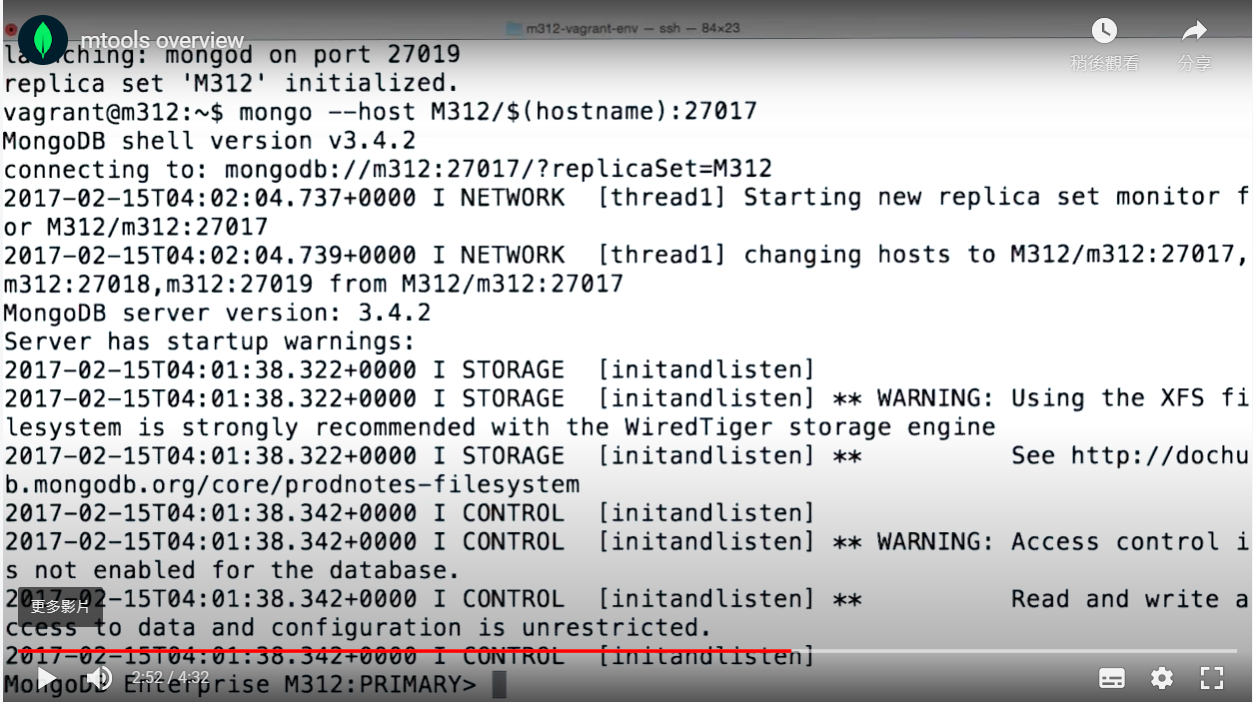 m312-vagrant-env — ssh — 84×23
mtools overview
稍後觀看
分享
launching: mongod on port 27019
replica set 'M312' initialized.
vagrant@m312:~$ mongo --host M312/$(hostname):27017
MongoDB shell version v3.4.2
connecting to: mongodb://m312:27017/?replicaSet=M312
2017-02-15T04:02:04.737+0000 I NETWORK  [thread1] Starting new replica set monitor f
or M312/m312:27017
2017-02-15T04:02:04.739+0000 I NETWORK  [thread1] changing hosts to M312/m312:27017,
m312:27018,m312:27019 from M312/m312:27017
MongoDB server version: 3.4.2
Server has startup warnings:
2017-02-15T04:01:38.322+0000 I STORAGE  [initandlisten]
2017-02-15T04:01:38.322+0000 I STORAGE  [initandlisten] ** WARNING: Using the XFS fi
lesystem is strongly recommended with the WiredTiger storage engine
2017-02-15T04:01:38.322+0000 I STORAGE  [initandlisten] **          See http://dochu
b.mongodb.org/core/prodnotes-filesystem
2017-02-15T04:01:38.342+0000 I CONTROL  [initandlisten]
2017-02-15T04:01:38.342+0000 I CONTROL  [initandlisten] ** WARNING: Access control i
s not enabled for the database.
2017-02-15T04:01:38.342+0000 I CONTROL  [initandlisten] **          Read and write a
更多影片
ccess to data and configuration is unrestricted.
2017-02-15T04:01:38.342+0000 I CONTROL  [initandlisten]
MongoDB Enterprise M312:PRIMARY>
2:52 / 4:32